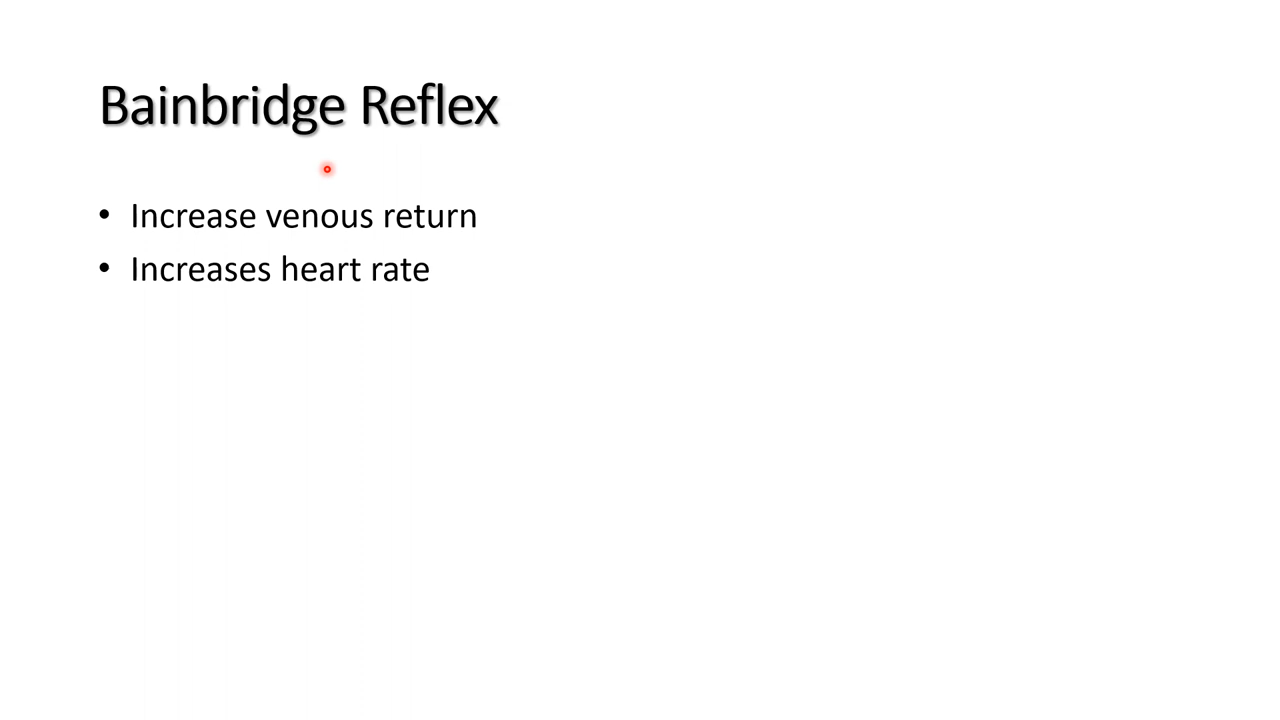 Bainbridge Reflex
• Increase venous return
• Increases heart rate